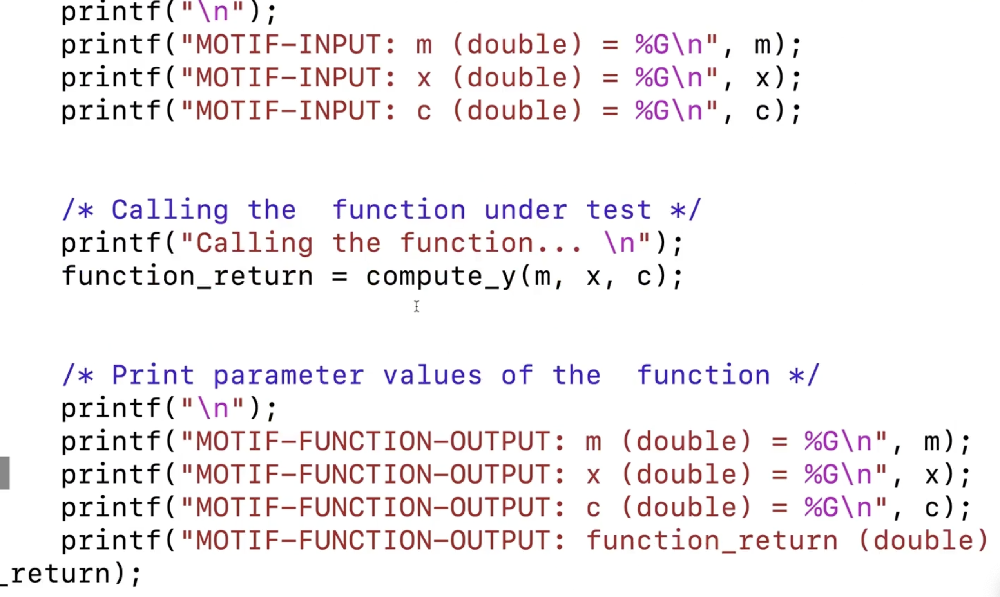 printf("\n");
printf("MOTIF-INPUT: m (double) = %G\n", m);
printf("MOTIF-INPUT: x (double) = %G\n", x);
printf("MOTIF-INPUT: c (double) = %G\n", c);
/* Calling the  function under test */
printf("Calling the function... \n");
function_return = compute_y(m, x, c);
/* Print parameter values of the  function */
printf("\n");
printf("MOTIF-FUNCTION-OUTPUT: m (double) = %G\n", m);
printf("MOTIF-FUNCTION-OUTPUT: x (double) = %G\n", x);
printf("MOTIF-FUNCTION-OUTPUT: c (double) = %G\n", c);
printf("MOTIF-FUNCTION-OUTPUT: function_return (double)
_return);